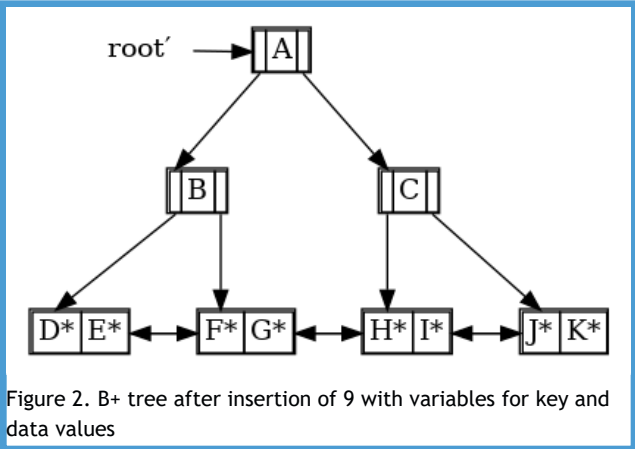 root′ A
B C
D* E* F* G* H* I* J* K*
Figure 2. B+ tree after insertion of 9 with variables for key and
data values